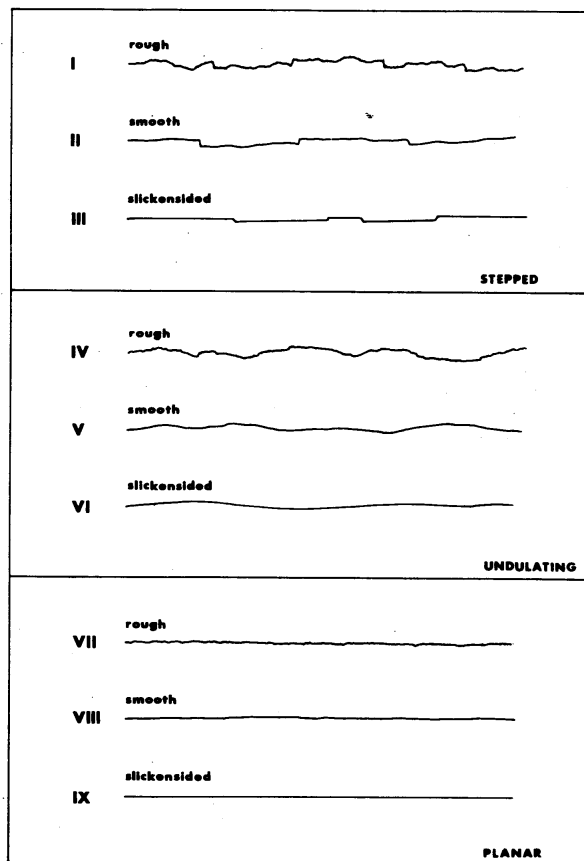 rough
I
smooth
II
slickensided
III
STEPPED
rough
IV
smooth
V
slickensided
VI
UNDULATING
rough
VII
smooth
VIII
slickensided
IX
PLANAR